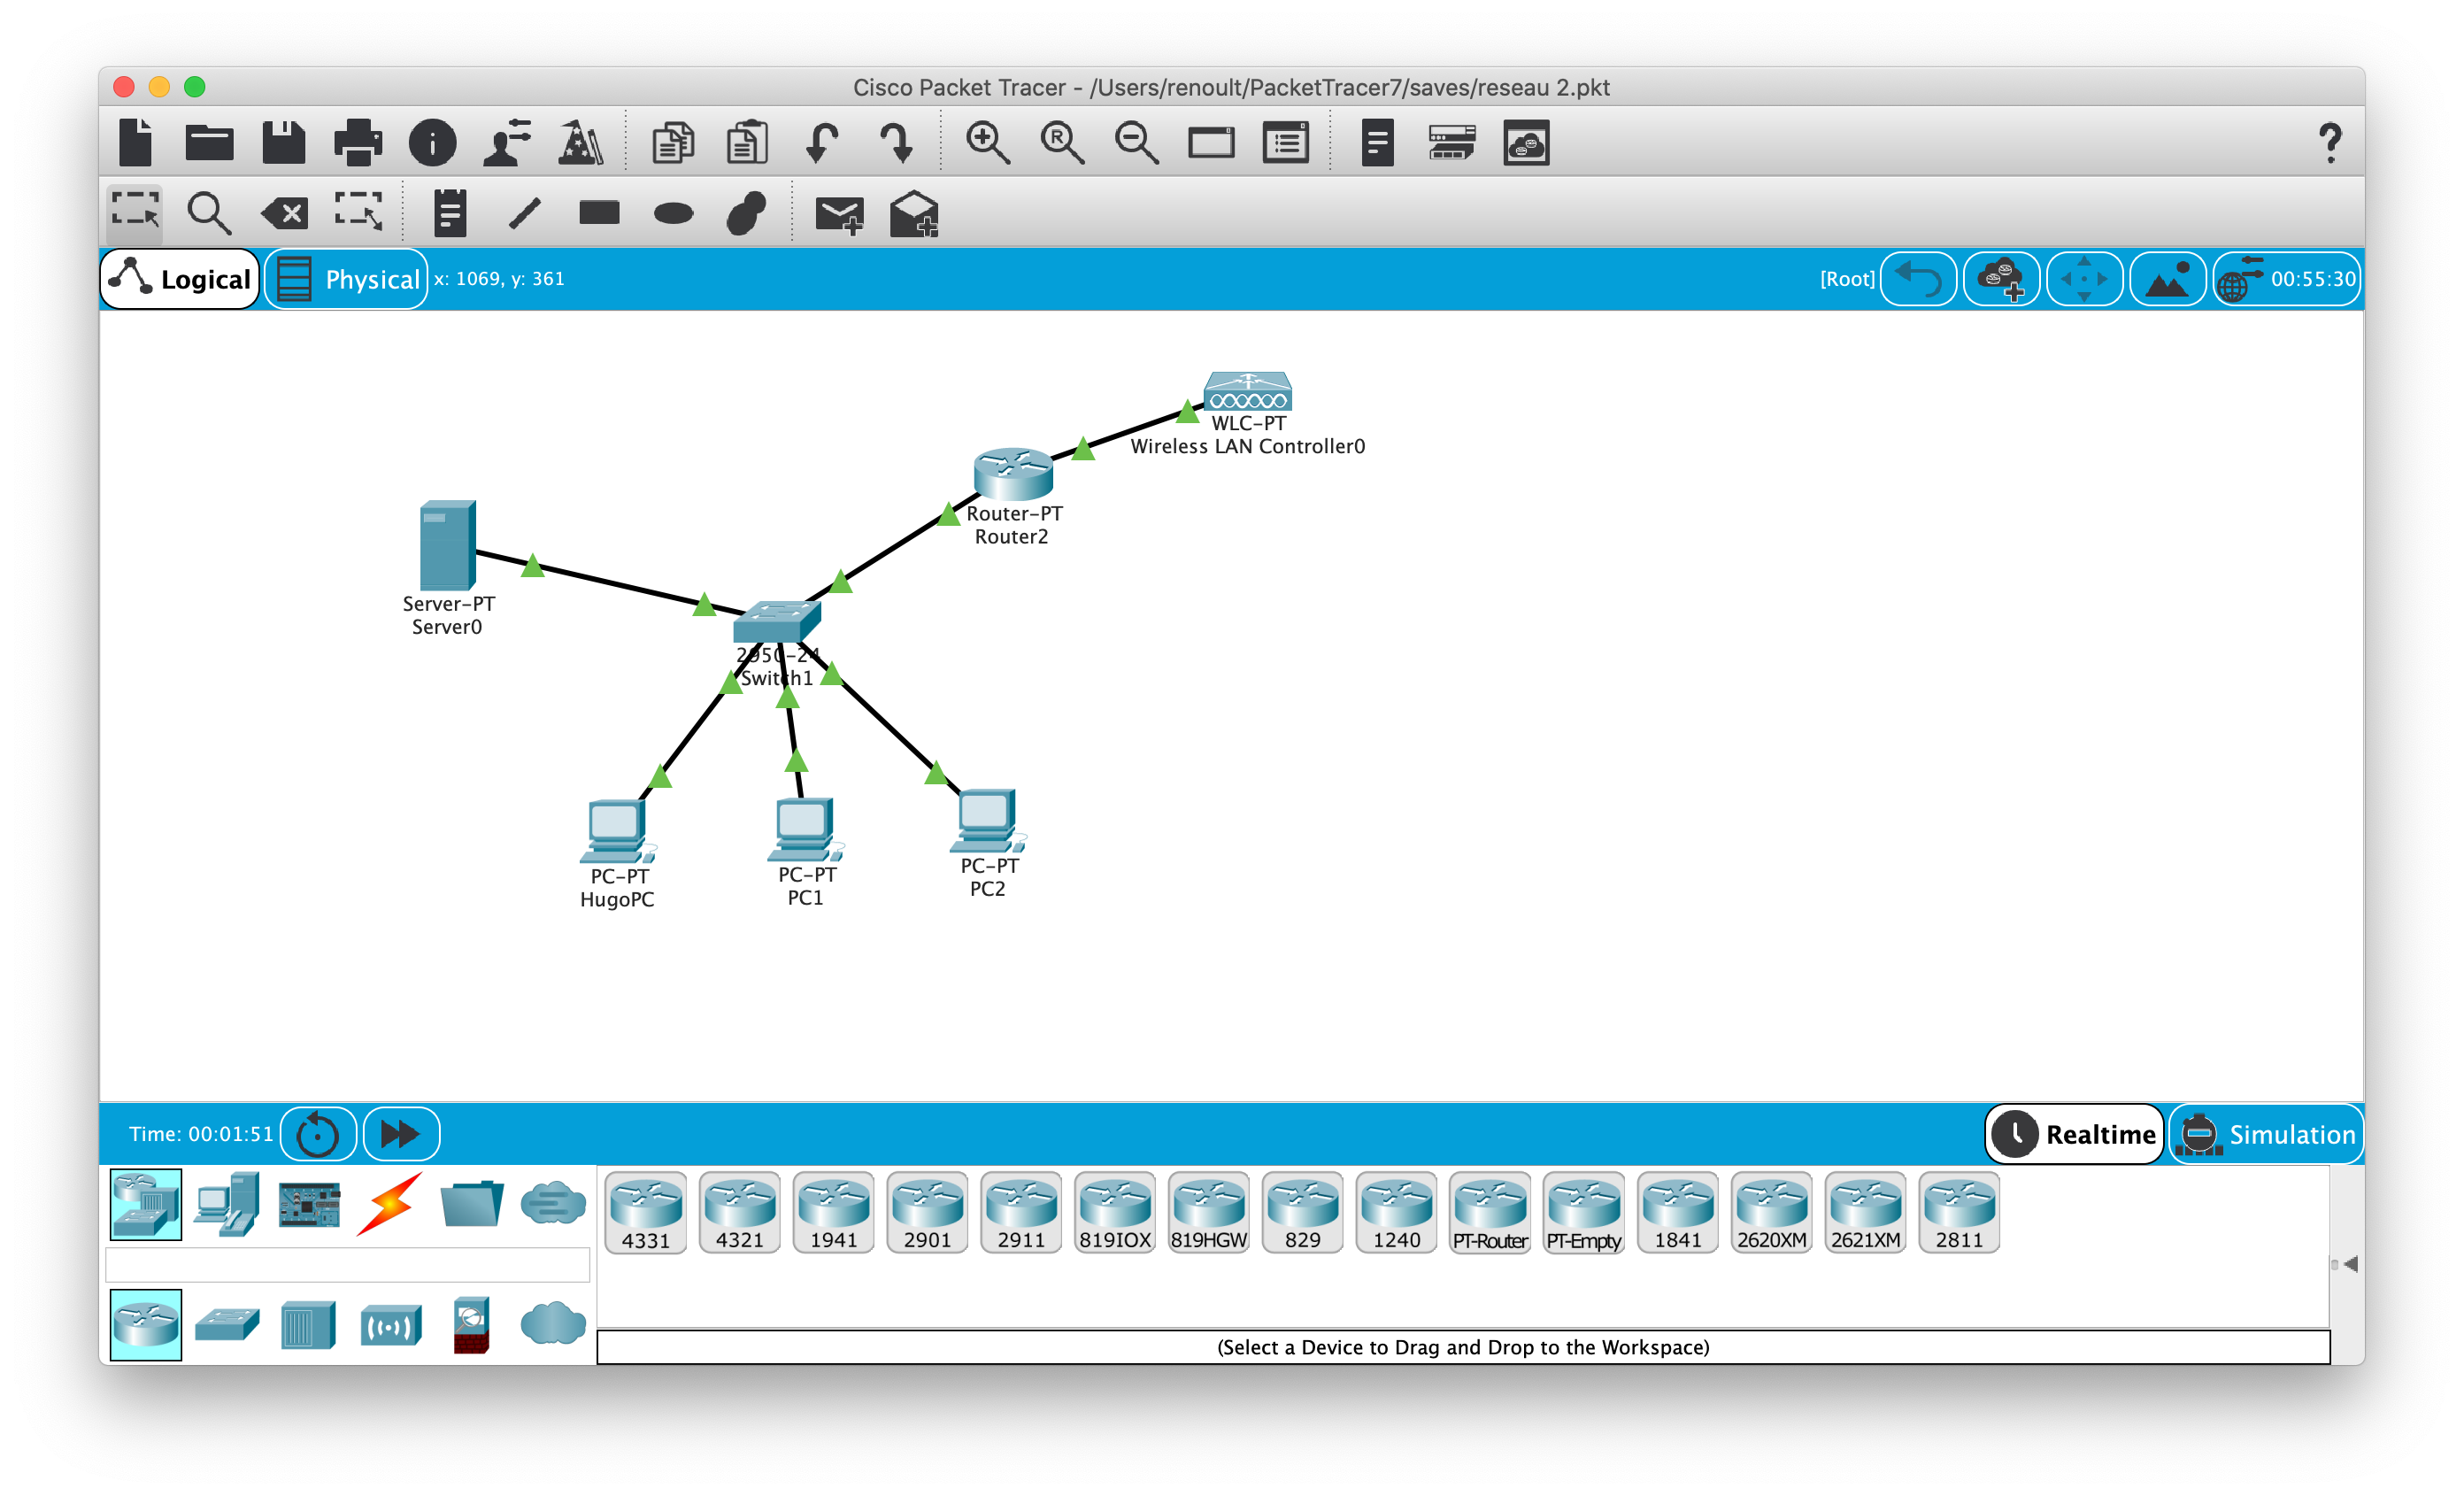 Cisco Packet Tracer - /Users/renoult/PacketTracer7/saves/reseau 2.pkt
R
Logical
Physical
x: 1069, y: 361
[Root]
00:55:30
WLC-PT
Wireless LAN Controller0
Router-PT
Router2
Server-PT
Server0
2950-24
Switch1
PC-PT
HugoPC
PC-PT
PC1
PC-PT
PC2
Time: 00:01:51
Realtime
Simulation
4331 4321 1941 2901 2911 819IOX 819HGW 829 1240 PT-Router PT-Empty 1841 2620XM 2621XM 2811
(Select a Device to Drag and Drop to the Workspace)